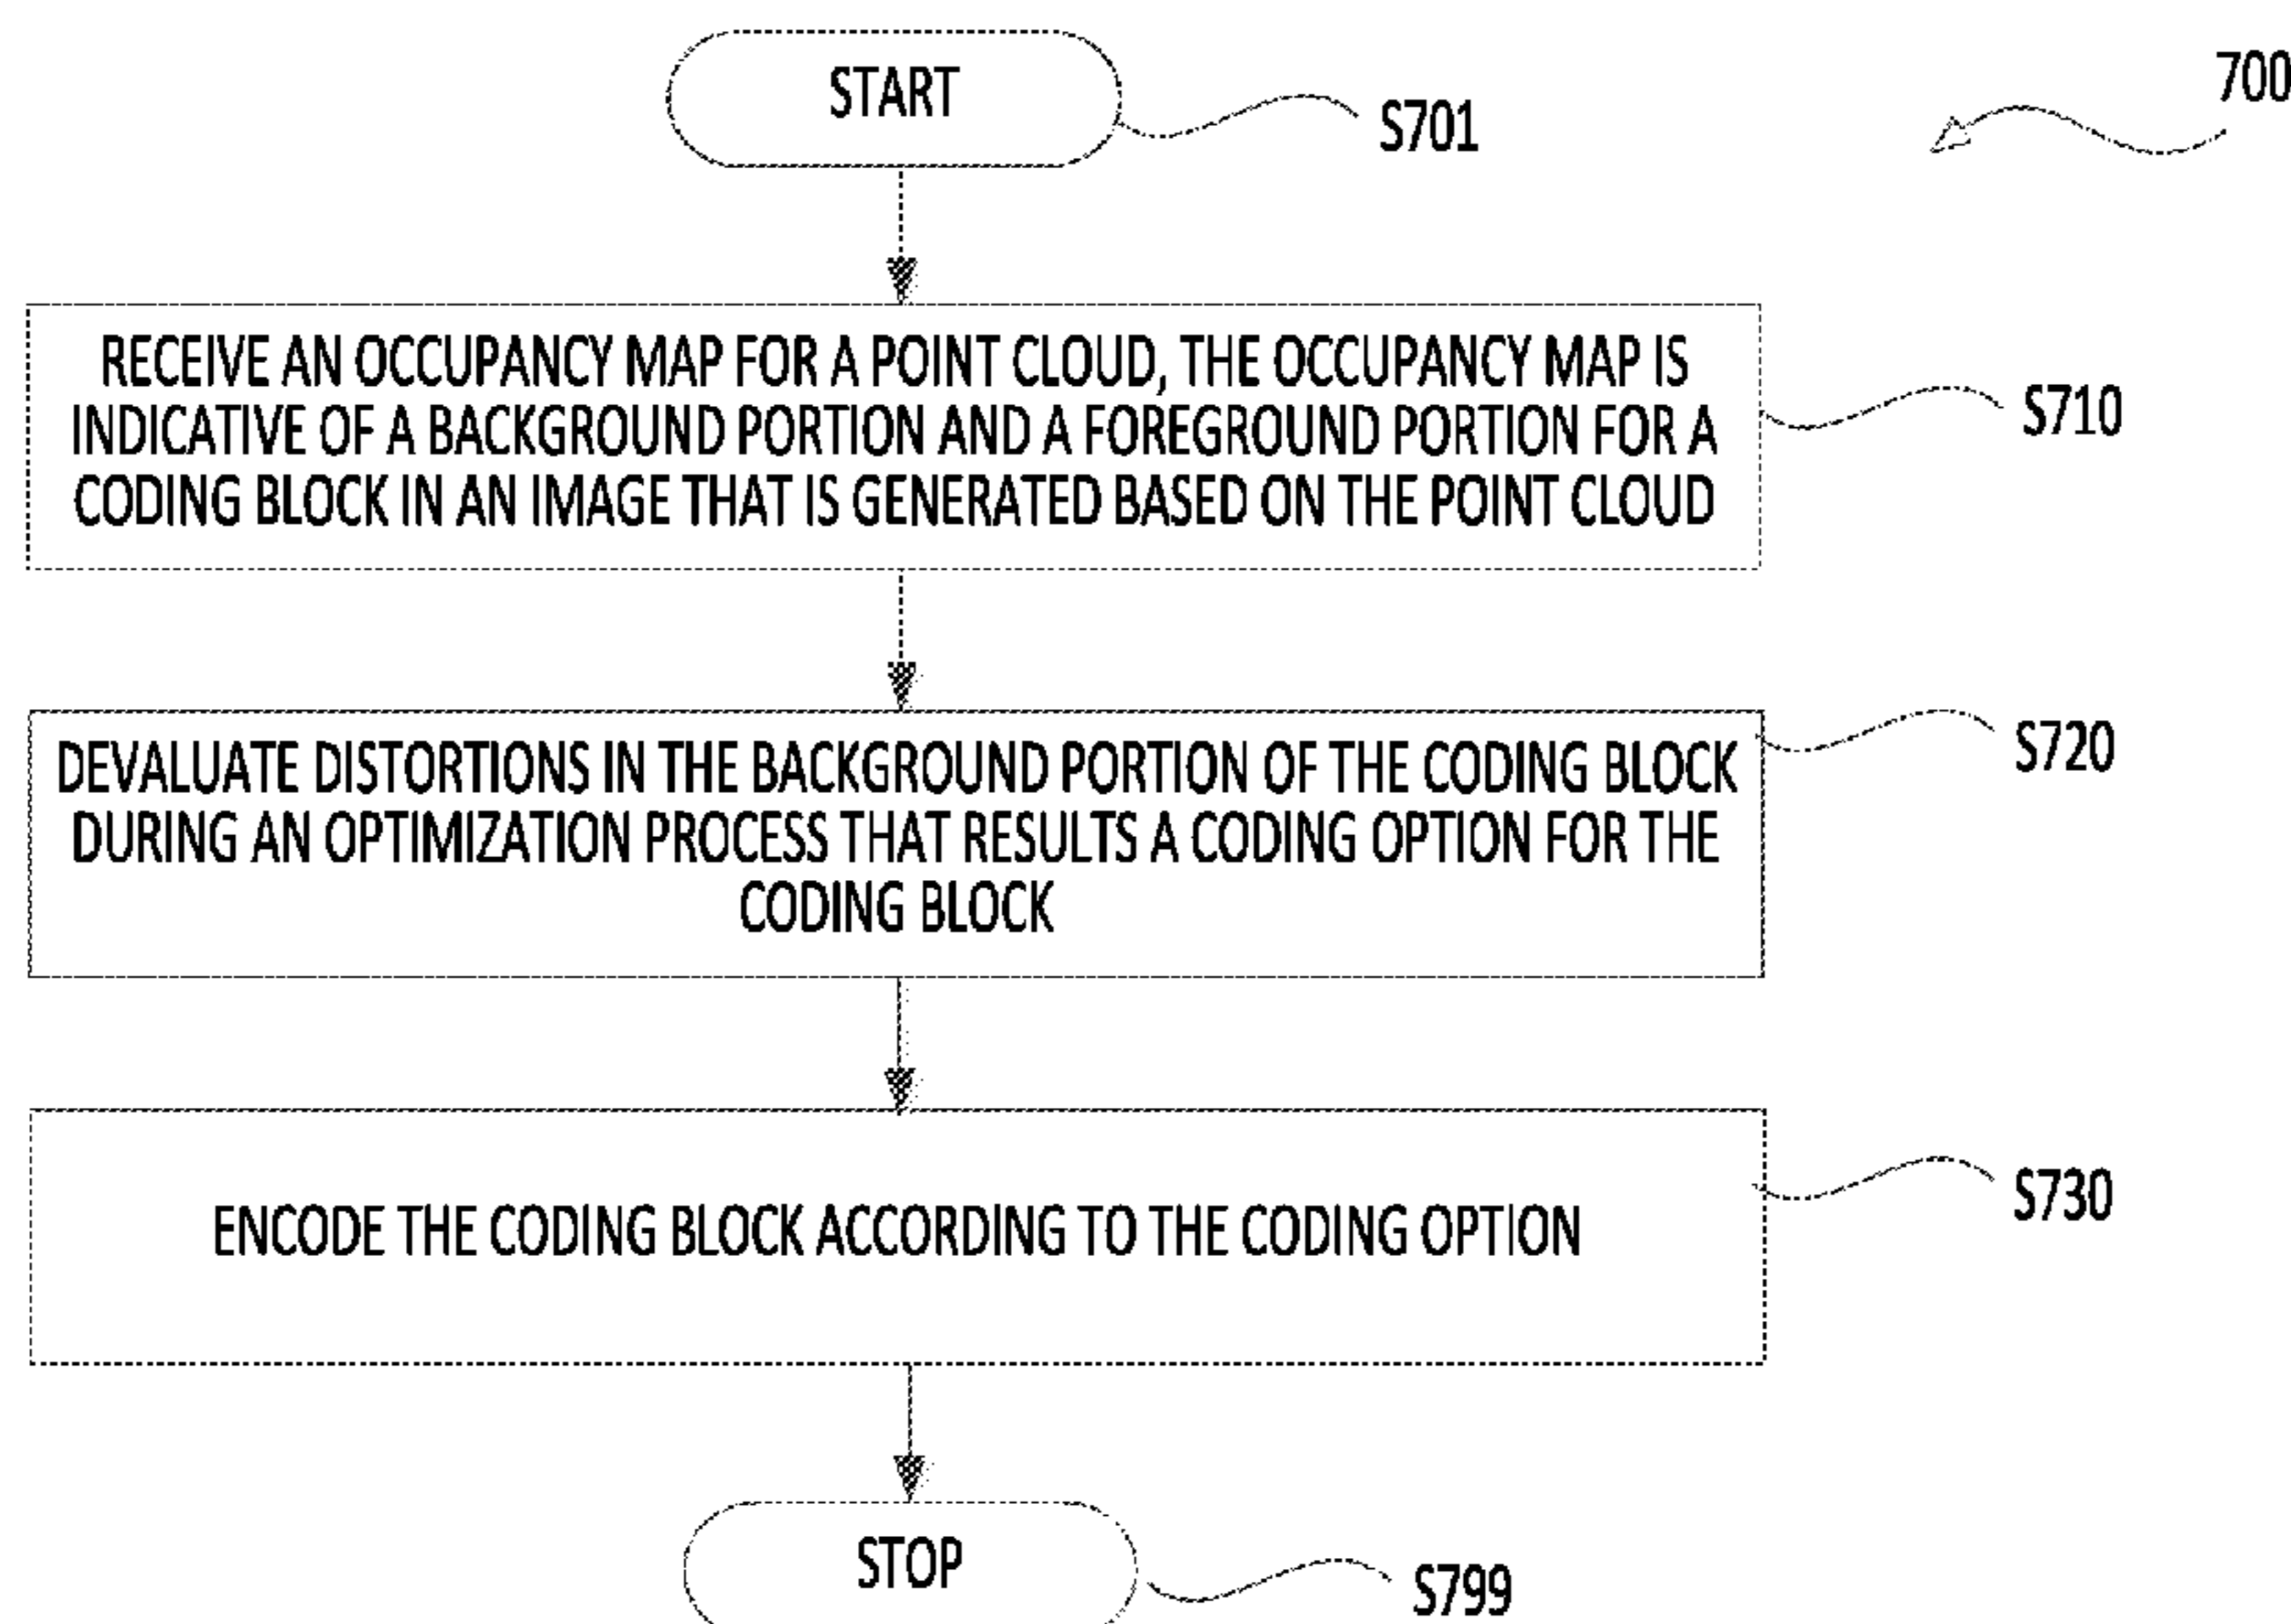 START
S701
700
RECEIVE AN OCCUPANCY MAP FOR A POINT CLOUD, THE OCCUPANCY MAP IS
INDICATIVE OF A BACKGROUND PORTION AND A FOREGROUND PORTION FOR A
CODING BLOCK IN AN IMAGE THAT IS GENERATED BASED ON THE POINT CLOUD
S710
DEVALUATE DISTORTIONS IN THE BACKGROUND PORTION OF THE CODING BLOCK
DURING AN OPTIMIZATION PROCESS THAT RESULTS A CODING OPTION FOR THE
CODING BLOCK
S720
ENCODE THE CODING BLOCK ACCORDING TO THE CODING OPTION
S730
STOP
S799